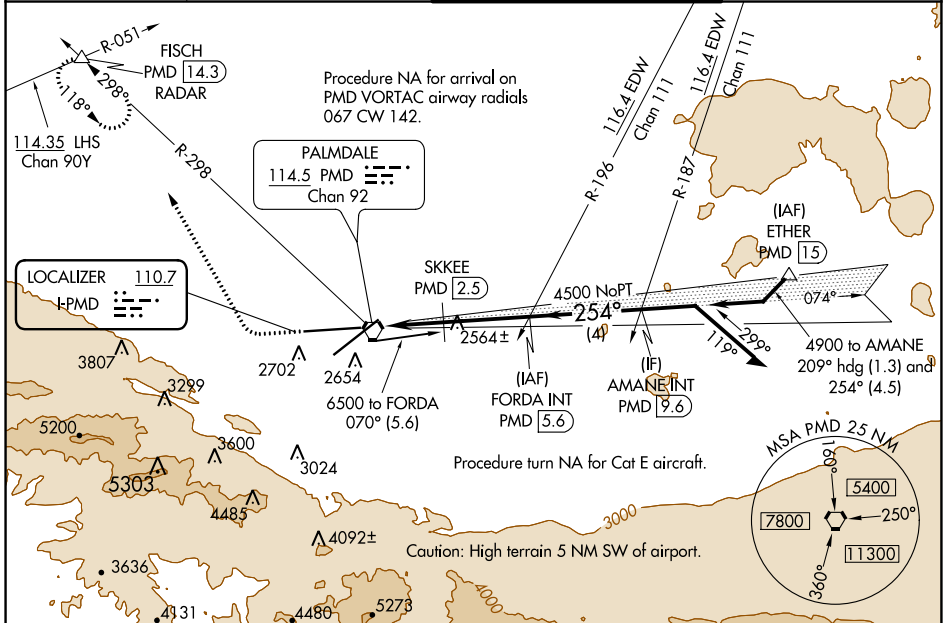 R-051
FISCH
PMD 14.3
RADAR
298°
118°
114.35 LHS
Chan 90Y
R-298
Procedure NA for arrival on
PMD VORTAC airway radials
067 CW 142.
116.4 EDW
Chan 111
116.4 EDW
Chan 111
R-196
R-187
PALMDALE
114.5 PMD
Chan 92
(IAF)
ETHER
PMD 15
LOCALIZER 110.7
I-PMD
SKKEE
PMD 2.5
4500 NoPT
254°
(4)
074°
2564±
299°
119°
4900 to AMANE
209° hdg (1.3) and
254° (4.5)
3807
2702
2654
6500 to FORDA
070° (5.6)
(IAF)
FORDA INT
PMD 5.6
(IF)
AMANE INT
PMD 9.6
3299
5200
3600
3024
5303
4485
Procedure turn NA for Cat E aircraft.
MSA PMD 25 NM
160°
5400
250°
7800
11300
360°
3000
4092±
Caution: High terrain 5 NM SW of airport.
3636
4131
4480
5273
4000